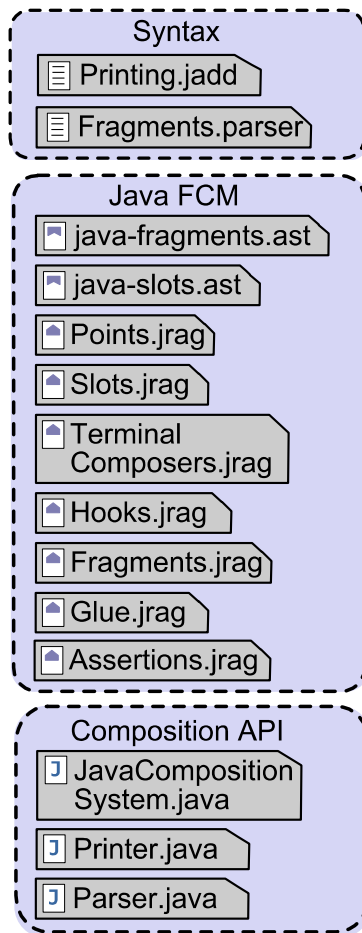 Syntax
Printing.jadd
Fragments.parser
Java FCM
java-fragments.ast
java-slots.ast
Points.jrag
Slots.jrag
Terminal
Composers.jrag
Hooks.jrag
Fragments.jrag
Glue.jrag
Assertions.jrag
Composition API
J JavaComposition
System.java
J Printer.java
J Parser.java